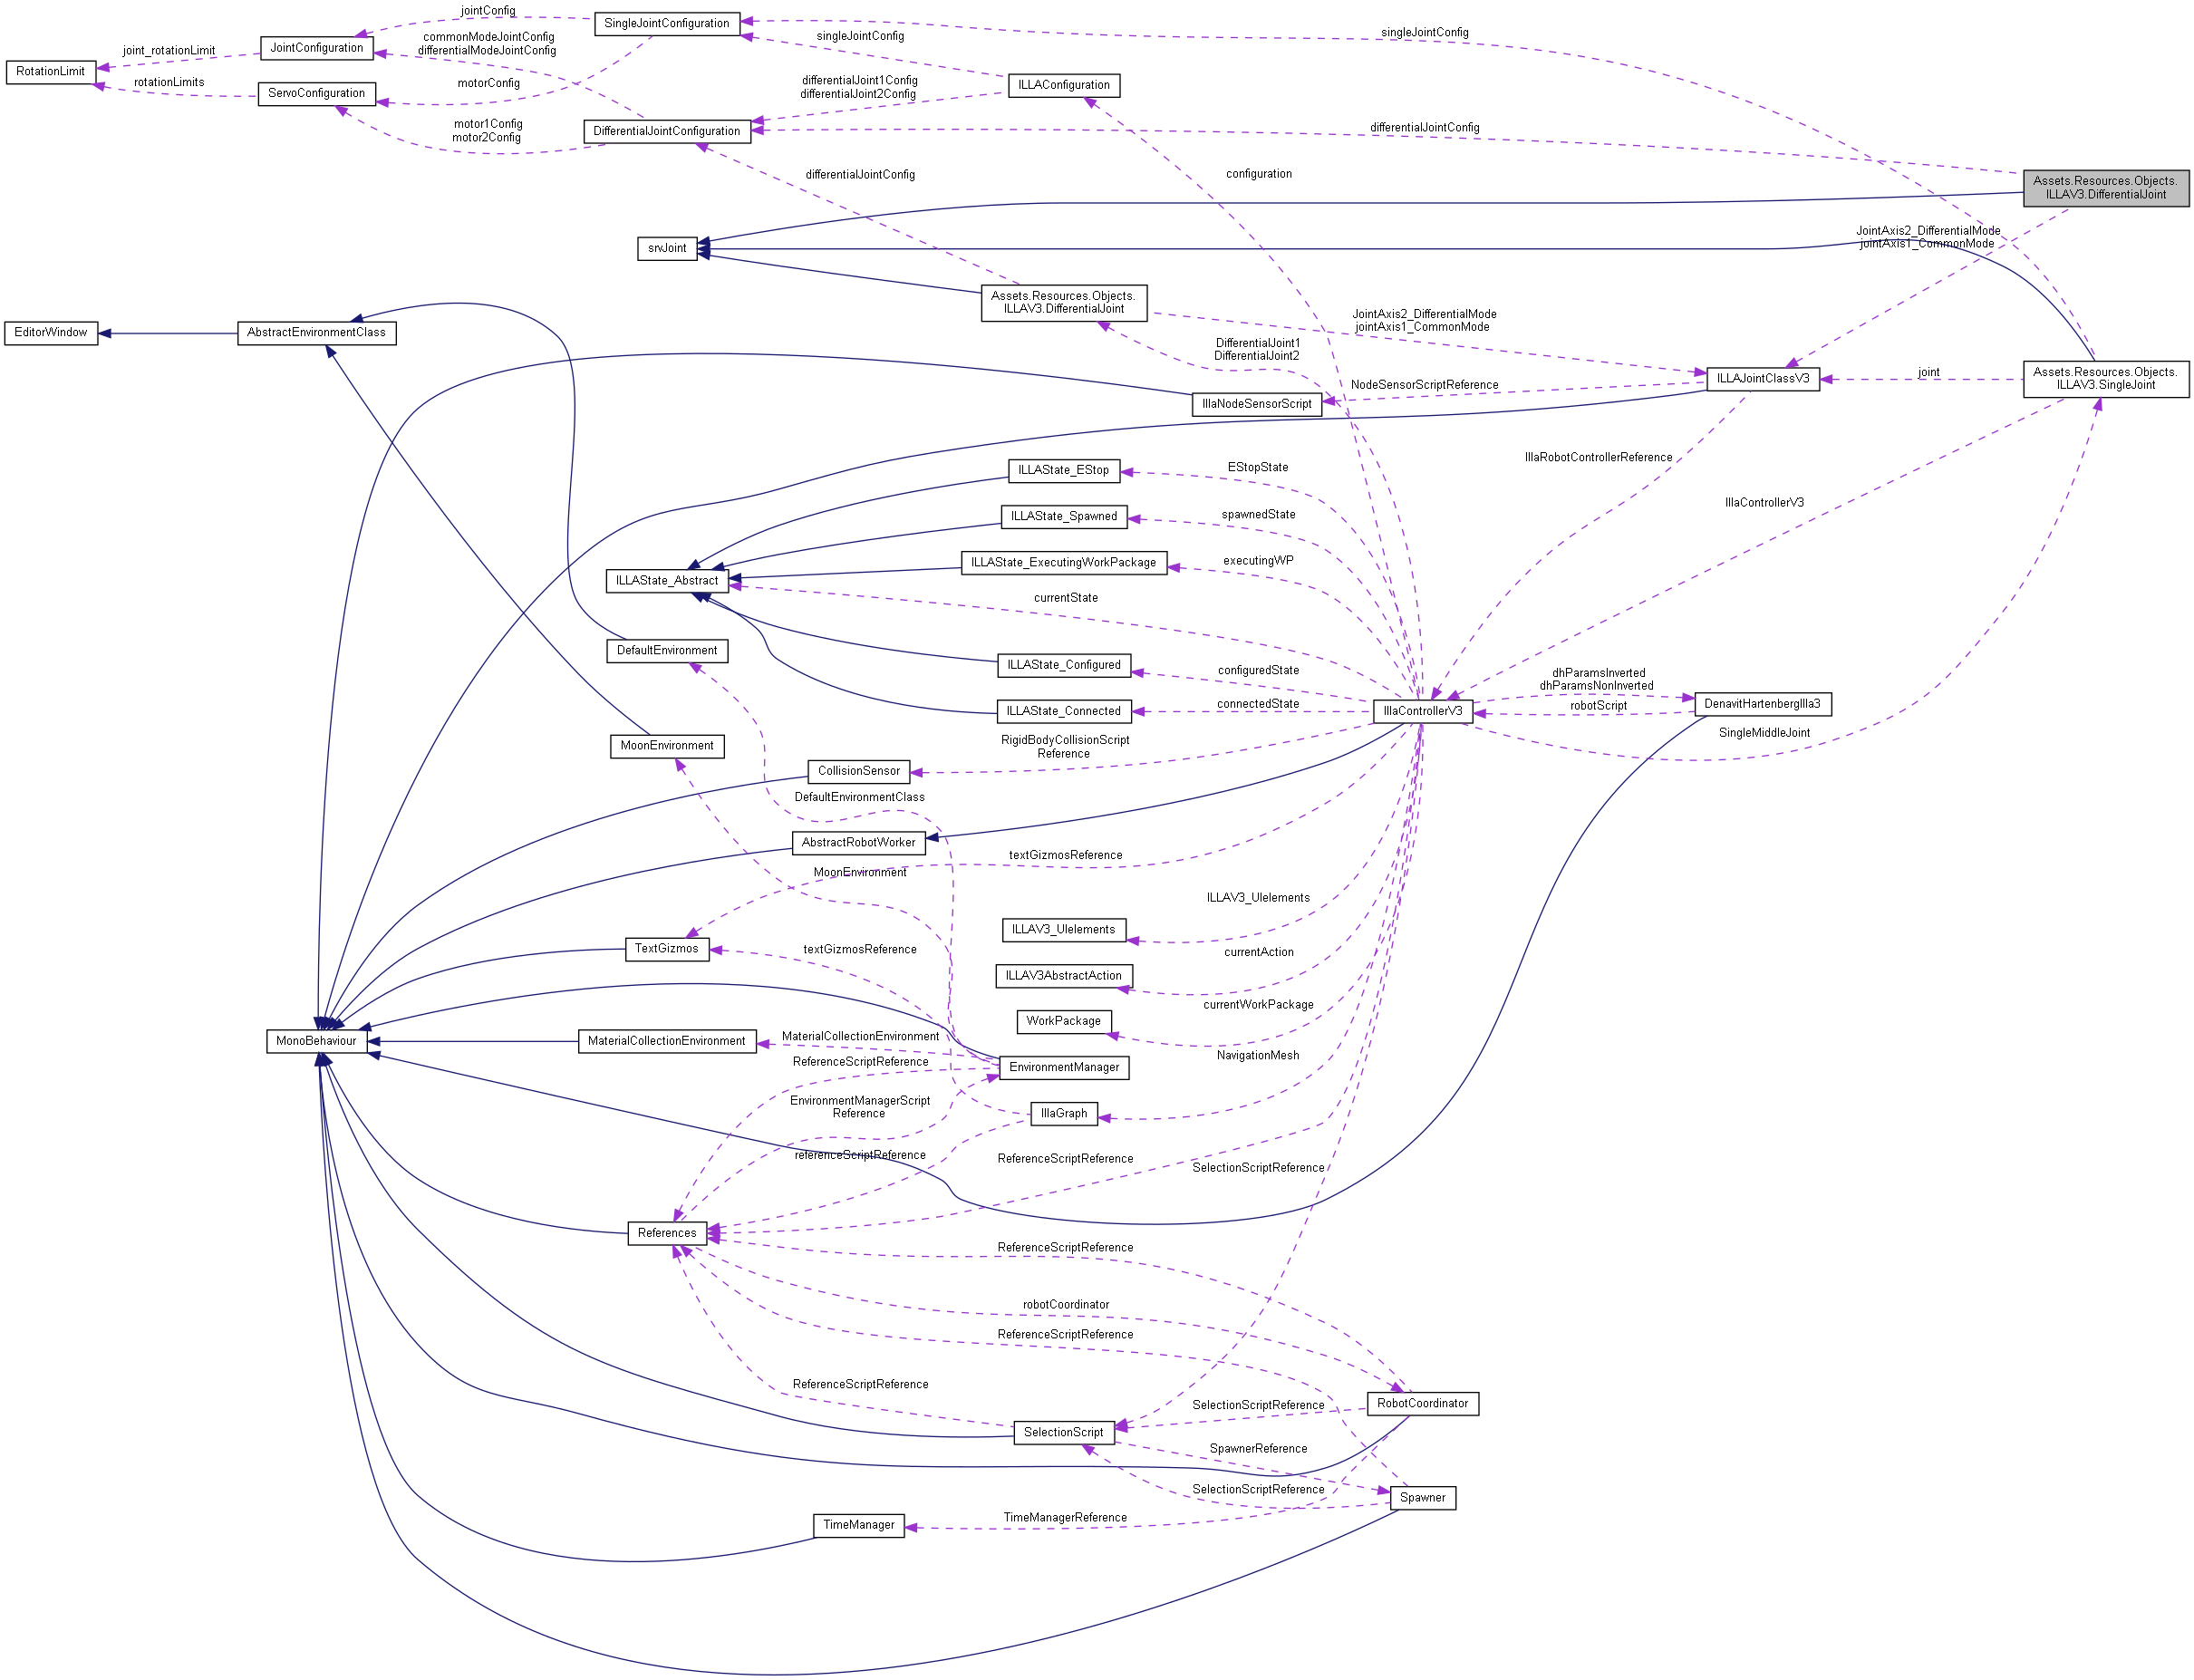 jointConfig
SingleJointConfiguration
singleJointConfig
singleJointConfig
commonModeJointConfig
differentialModeJointConfig
JointConfiguration
joint_rotationLimit
RotationLimit
rotationLimits
ServoConfiguration
motorConfig
differentialJoint1Config
differentialJoint2Config
ILLAConfiguration
motor1Config
motor2Config
DifferentialJointConfiguration
differentialJointConfig
differentialJointConfig
configuration
Assets.Resources.Objects.
ILLAV3.DifferentialJoint
srvJoint
JointAxis2_DifferentialMode
jointAxis1_CommonMode
Assets.Resources.Objects.
ILLAV3.DifferentialJoint
JointAxis2_DifferentialMode
jointAxis1_CommonMode
EditorWindow
AbstractEnvironmentClass
DifferentialJoint1
DifferentialJoint2
NodeSensorScriptReference
ILLAJointClassV3
joint
Assets.Resources.Objects.
ILLAV3.SingleJoint
IllaNodeSensorScript
IllaRobotControllerReference
ILLAState_EStop
EStopState
IllaControllerV3
ILLAState_Spawned
spawnedState
ILLAState_ExecutingWorkPackage
executingWP
ILLAState_Abstract
currentState
DefaultEnvironment
ILLAState_Configured
configuredState
dhParamsInverted
dhParamsNonInverted
ILLAState_Connected
connectedState
IllaControllerV3
robotScript
DenavitHartenbergIlla3
SingleMiddleJoint
MoonEnvironment
RigidBodyCollisionScript
Reference
CollisionSensor
DefaultEnvironmentClass
AbstractRobotWorker
textGizmosReference
MoonEnvironment
ILLAV3_UIelements
ILLAV3_UIelements
TextGizmos
textGizmosReference
currentAction
ILLAV3AbstractAction
currentWorkPackage
WorkPackage
MonoBehaviour
MaterialCollectionEnvironment
MaterialCollectionEnvironment
ReferenceScriptReference
EnvironmentManager
NavigationMesh
EnvironmentManagerScript
Reference
IllaGraph
referenceScriptReference
ReferenceScriptReference
SelectionScriptReference
References
ReferenceScriptReference
robotCoordinator
ReferenceScriptReference
ReferenceScriptReference
SelectionScriptReference
RobotCoordinator
SelectionScript
SpawnerReference
SelectionScriptReference
Spawner
TimeManager
TimeManagerReference